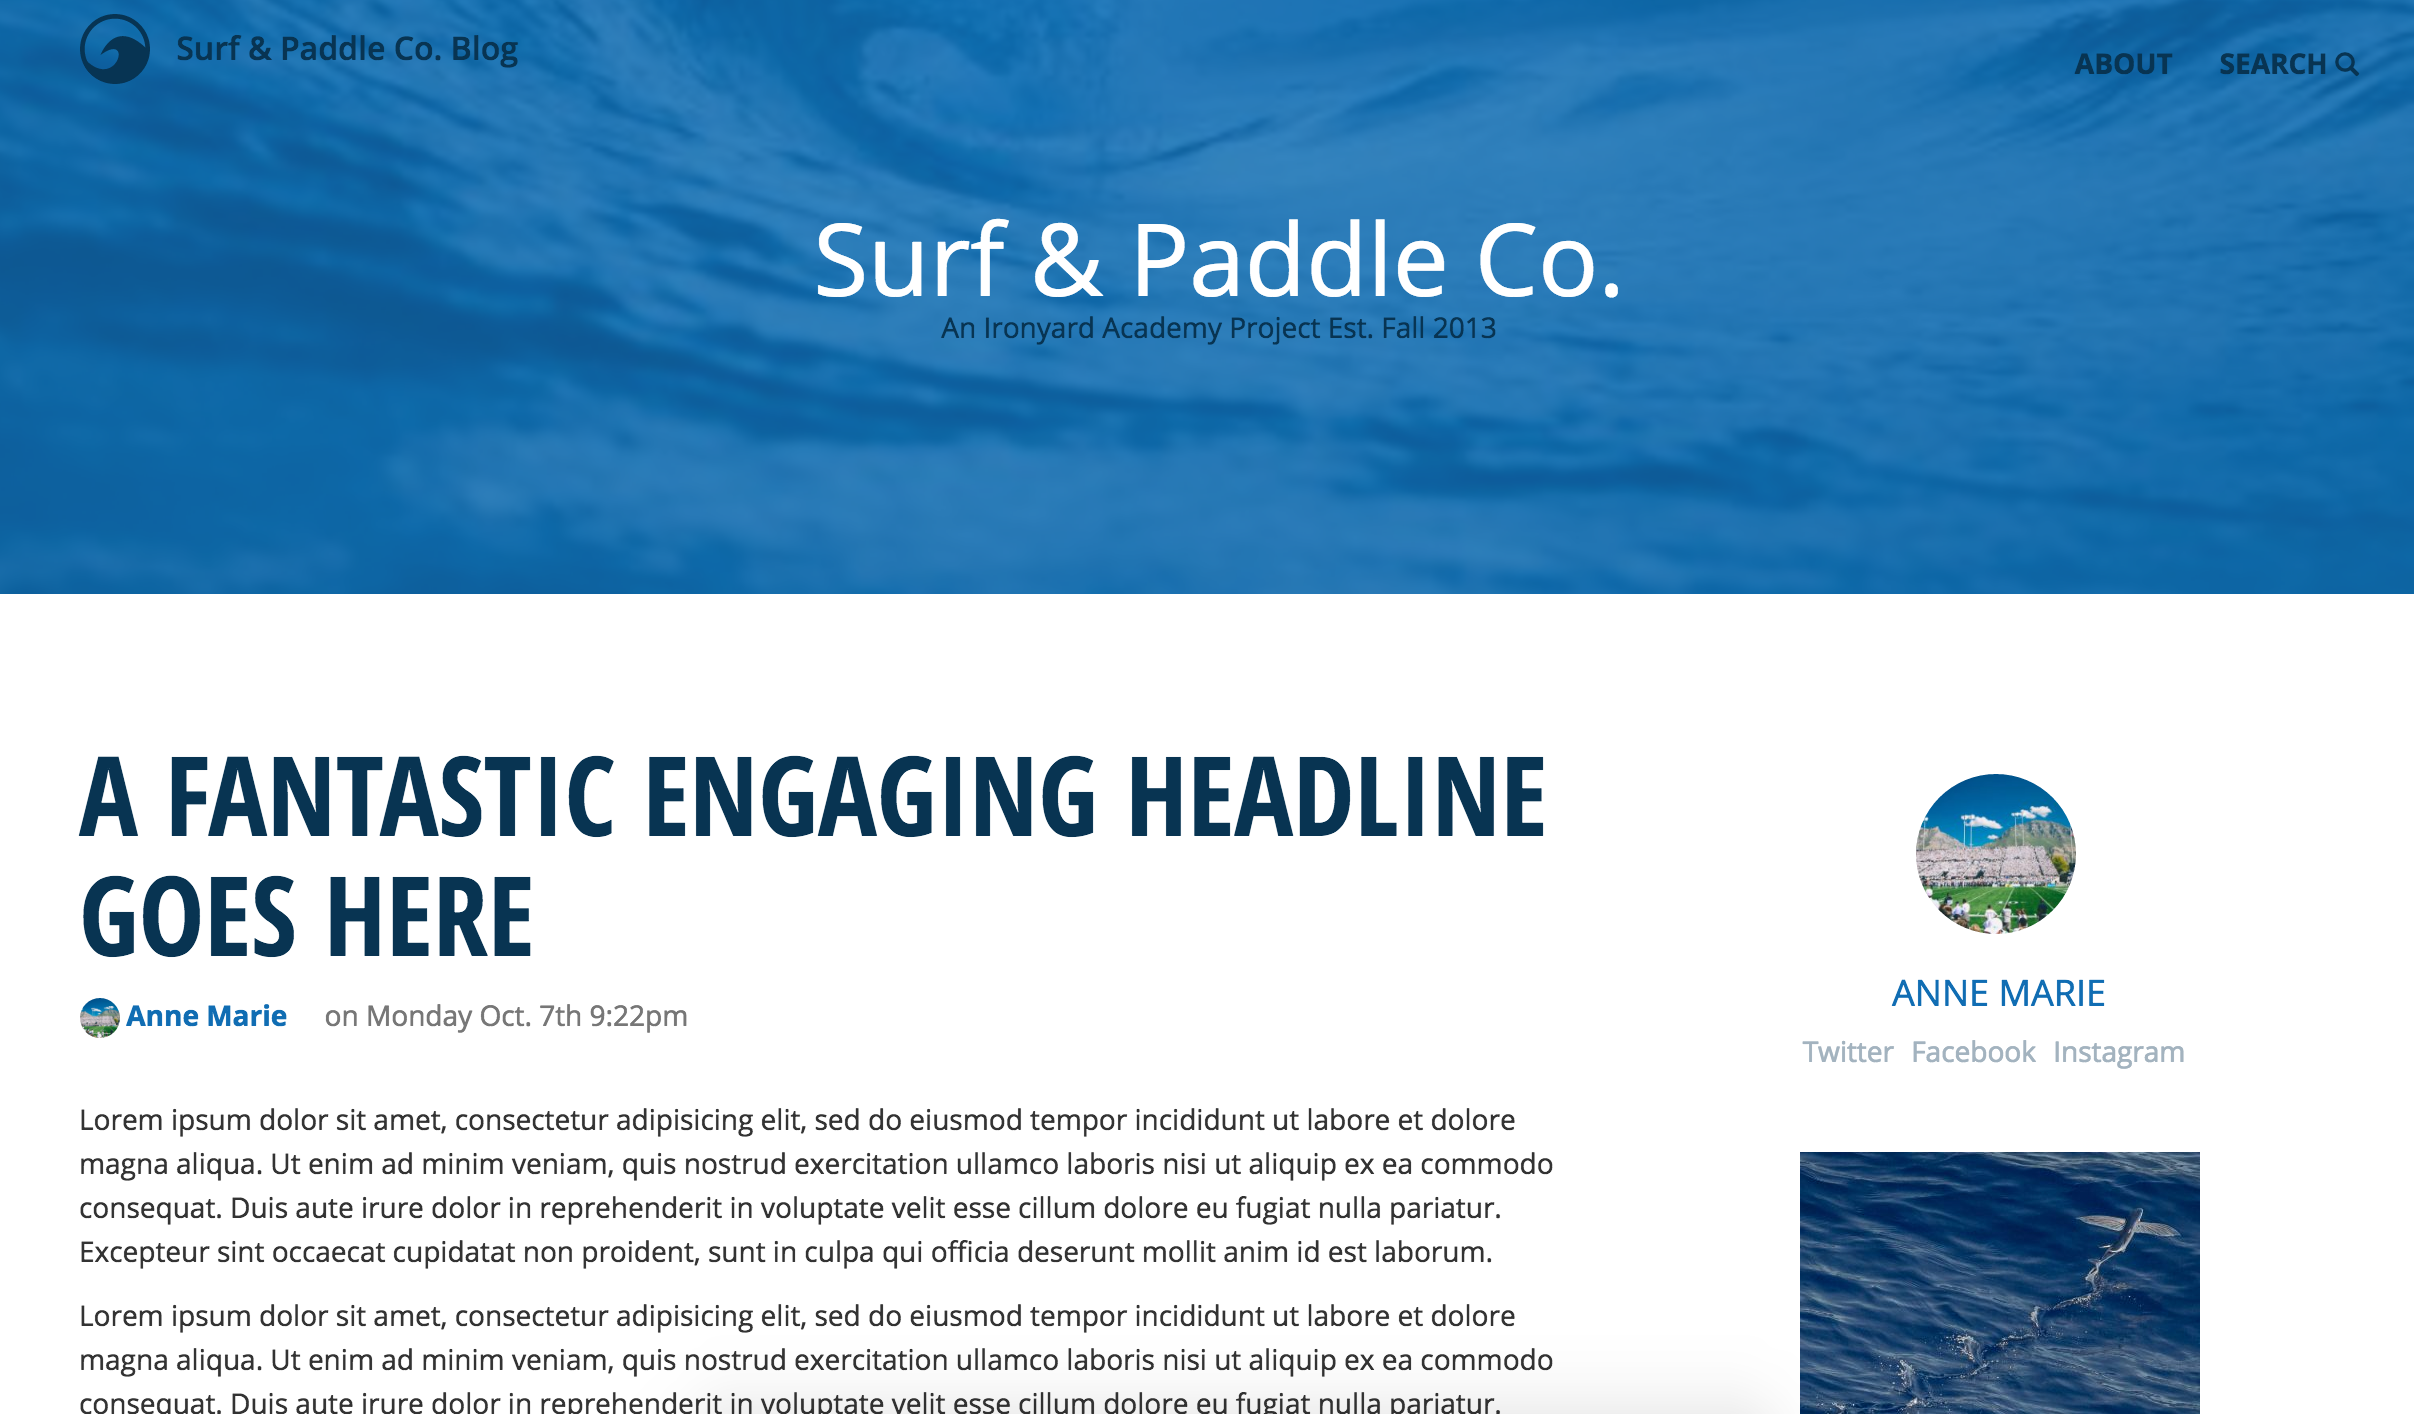 Surf & Paddle Co. Blog
ABOUT SEARCH
Surf & Paddle Co.
An Ironyard Academy Project Est. Fall 2013
A FANTASTIC ENGAGING HEADLINE
GOES HERE
Anne Marie on Monday Oct. 7th 9:22pm
Lorem ipsum dolor sit amet, consectetur adipisicing elit, sed do eiusmod tempor incididunt ut labore et dolore
magna aliqua. Ut enim ad minim veniam, quis nostrud exercitation ullamco laboris nisi ut aliquip ex ea commodo
consequat. Duis aute irure dolor in reprehenderit in voluptate velit esse cillum dolore eu fugiat nulla pariatur.
Excepteur sint occaecat cupidatat non proident, sunt in culpa qui officia deserunt mollit anim id est laborum.
Lorem ipsum dolor sit amet, consectetur adipisicing elit, sed do eiusmod tempor incididunt ut labore et dolore
magna aliqua. Ut enim ad minim veniam, quis nostrud exercitation ullamco laboris nisi ut aliquip ex ea commodo
consequat. Duis aute irure dolor in reprehenderit in voluptate velit esse cillum dolore eu fugiat nulla pariatur.
ANNE MARIE
Twitter Facebook Instagram